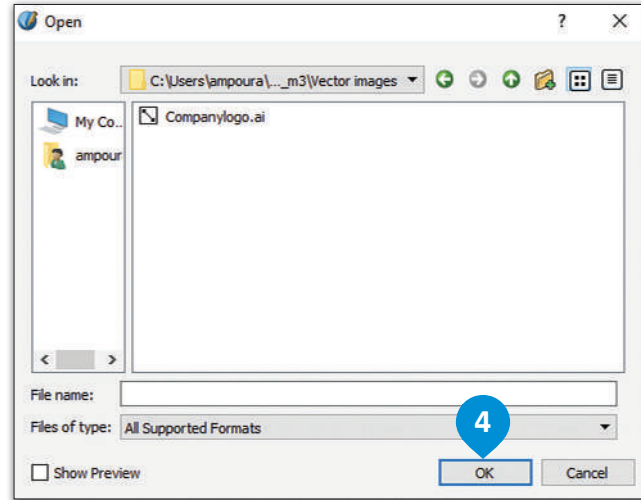 Open
?
Look in:
C:\Users\ampoura\..._m3\Vector images
My Co..
ampour
Companylogo.ai
File name:
Files of type:
All Supported Formats
4
Show Preview
OK
Cancel